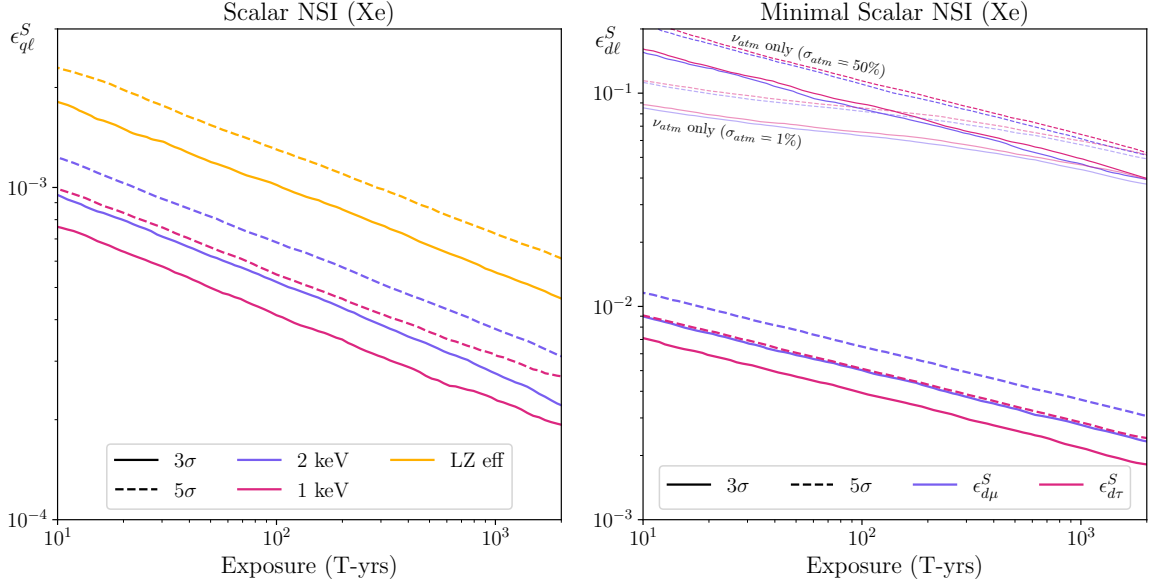 Scalar NSI (Xe)
ϵ^S_{qℓ}
10^{−3}
10^{−4}
3σ
5σ
2 keV
1 keV
LZ eff
10^1
10^2
10^3
Exposure (T-yrs)
Minimal Scalar NSI (Xe)
ϵ^S_{dℓ}
10^{−1}
10^{−2}
10^{−3}
ν_{atm} only (σ_{atm} = 50%)
ν_{atm} only (σ_{atm} = 1%)
3σ
5σ
ϵ^S_{dμ}
ϵ^S_{dτ}
10^1
10^2
10^3
Exposure (T-yrs)